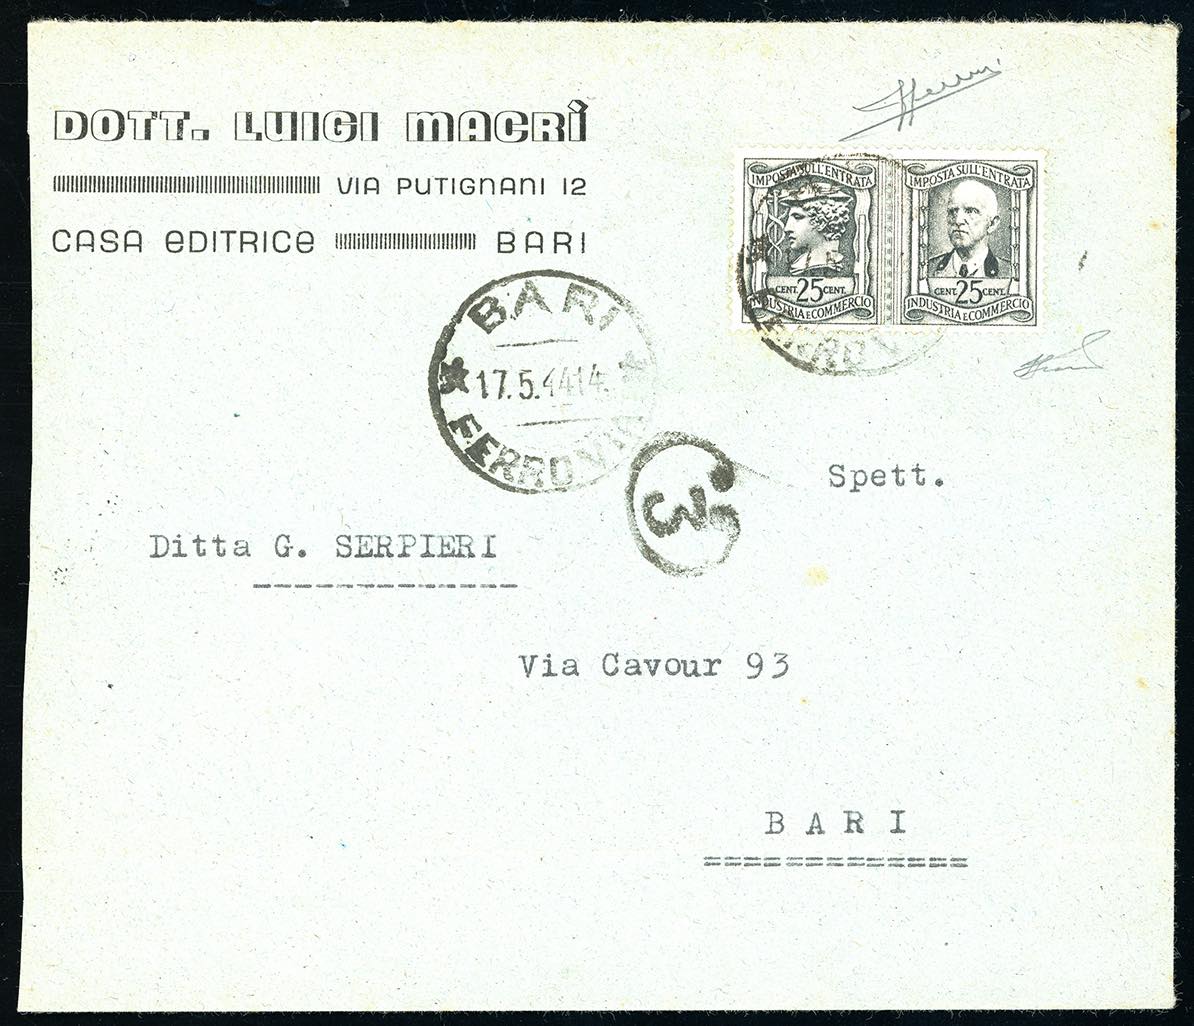 DOTT. LUIGI MACRÌ
VIA PUTIGNANI 12
CASA EDITRICE BARI
IMPOSTA SULL'ENTRATA
CENT. 25 CENT.
INDUSTRIA E COMMERCIO
IMPOSTA SULL'ENTRATA
CENT. 25 CENT.
INDUSTRIA E COMMERCIO
FERROV
BARI
17.5.44 14
FERROVIA
3
Spett.
Ditta G. SERPIERI
Via Cavour 93
BARI